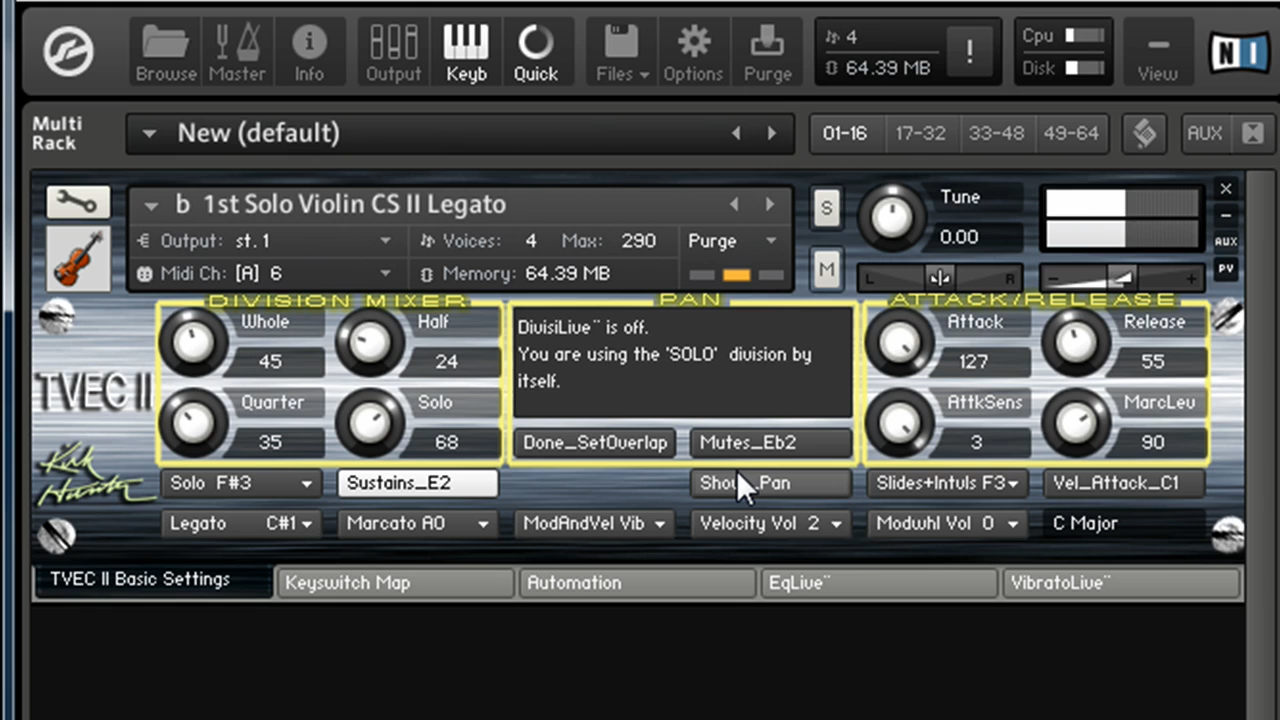 Browse Master Info Output Keyb Quick Files Options Purge
4
64.39 MB
!
Cpu
Disk
View
NI
Multi
Rack
New (default)
01-16 17-32 33-48 49-64 AUX
b 1st Solo Violin CS II Legato
Output: st. 1
Voices: 4 Max: 290
Purge
Midi Ch: [A] 6
Memory: 64.39 MB
S
M
Tune
0.00
L R
- +
AUX
PV
DIVISION MIXER
PAN
ATTACK/RELEASE
Whole
45
Half
24
Quarter
35
Solo
68
DivisiLive¨ is off.
You are using the 'SOLO' division by
itself.
Done_SetOverlap
Mutes_Eb2
Attack
127
Release
55
AttkSens
3
MarcLev
90
TVEC II
Kirk
Hunter
Solo F#3
Sustains_E2
Slides+Intvls F3
Vel_Attack_C1
Legato C#1
Marcato A0
ModAndVel Vib
Velocity Vol 2
Modwhl Vol 0
C Major
TVEC II Basic Settings
Keyswitch Map
Automation
EqLive¨
VibratoLive¨